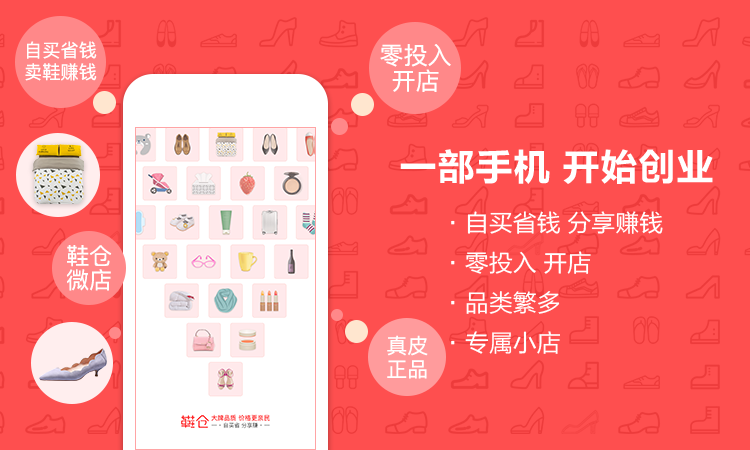 自买省钱
卖鞋赚钱
零投入
开店
鞋仓
微店
真皮
正品
一部手机 开始创业
· 自买省钱 分享赚钱
· 零投入 开店
· 品类繁多
· 专属小店
鞋仓
大牌品质 价格更亲民
自买省 分享赚